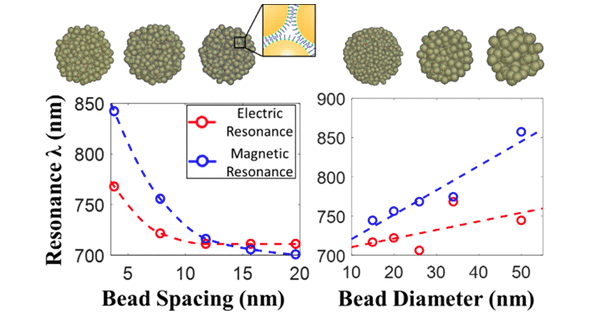 850
800
750
700
5
10
15
20
Resonance λ (nm)
Bead Spacing (nm)
Electric
Resonance
Magnetic
Resonance
900
850
800
750
700
10
20
30
40
50
Bead Diameter (nm)